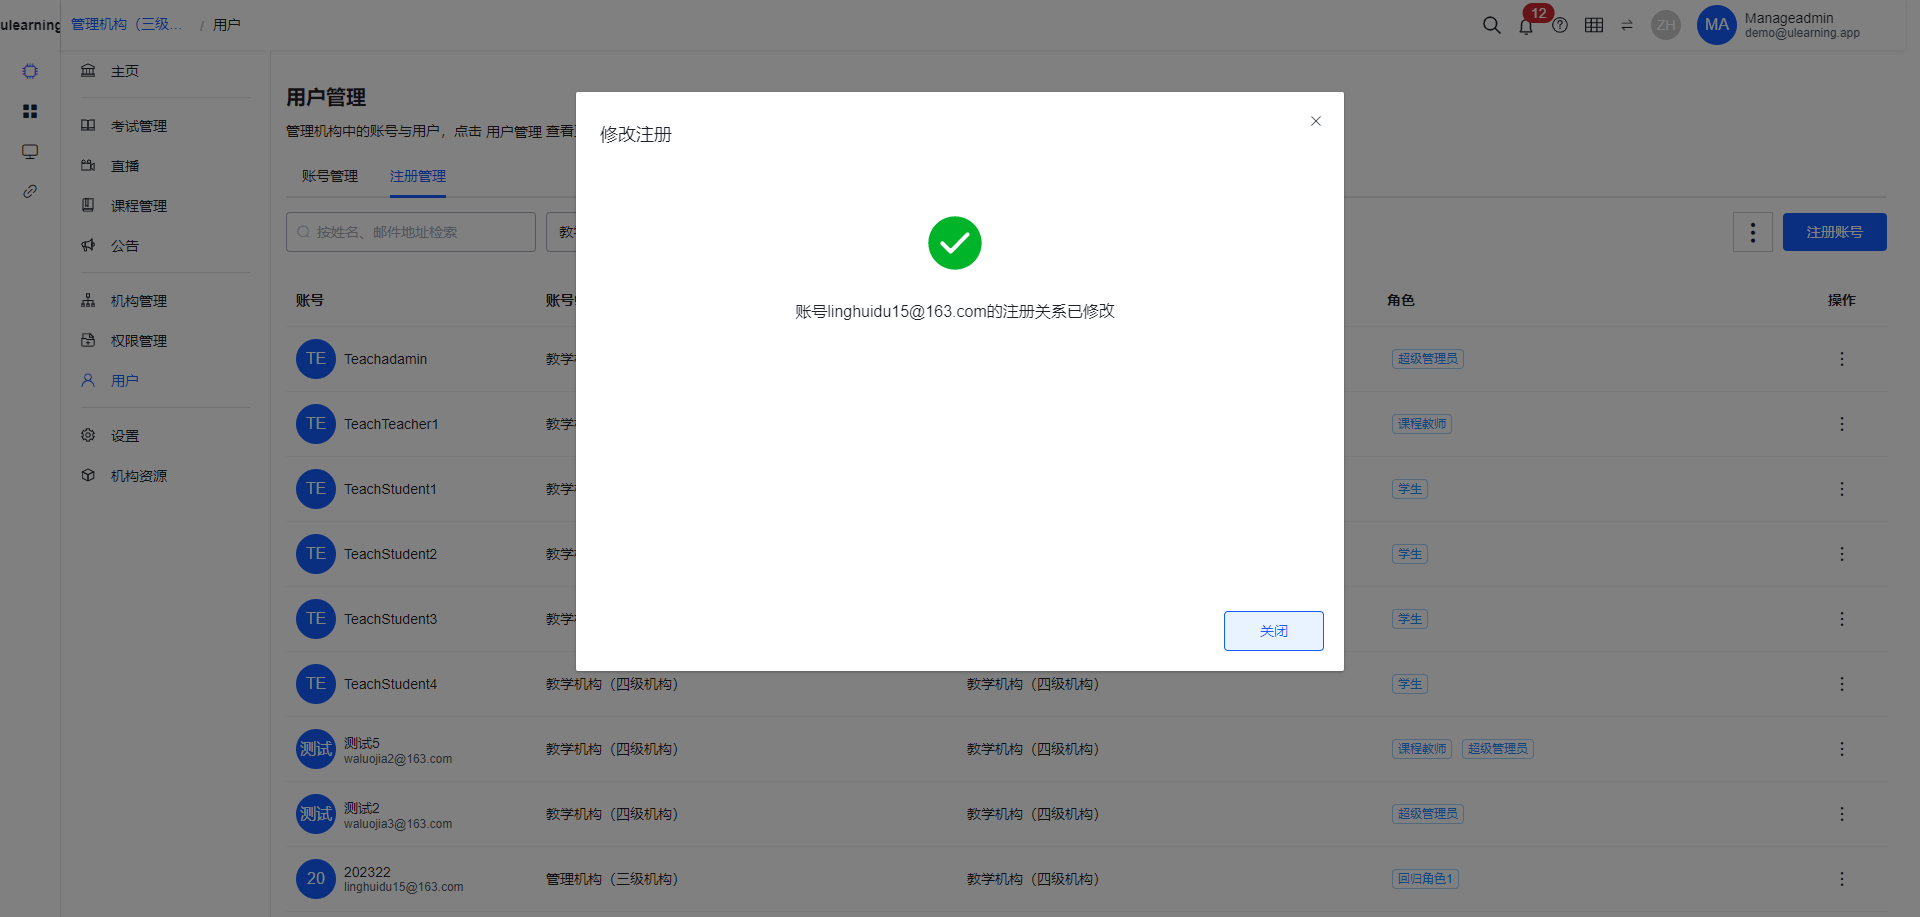 ulearning
管理机构（三级... / 用户
12
ZH
MA
Manageadmin
demo@ulearning.app
主页
考试管理
直播
课程管理
公告
机构管理
权限管理
用户
设置
机构资源
用户管理
管理机构中的账号与用户，点击 用户管理 查看
账号管理 注册管理
按姓名、邮件地址检索
教
注册账号
账号 账号 角色 操作
TE Teachadamin 教学 超级管理员
TE TeachTeacher1 教学 课程教师
TE TeachStudent1 教学 学生
TE TeachStudent2 教学 学生
TE TeachStudent3 教学 学生
TE TeachStudent4 教学机构（四级机构） 教学机构（四级机构） 学生
测试 测试5 教学机构（四级机构） 教学机构（四级机构） 课程教师 超级管理员
waluojia2@163.com
测试 测试2 教学机构（四级机构） 教学机构（四级机构） 超级管理员
waluojia3@163.com
20 202322 管理机构（三级机构） 教学机构（四级机构） 回归角色1
linghuidu15@163.com
修改注册
账号linghuidu15@163.com的注册关系已修改
关闭